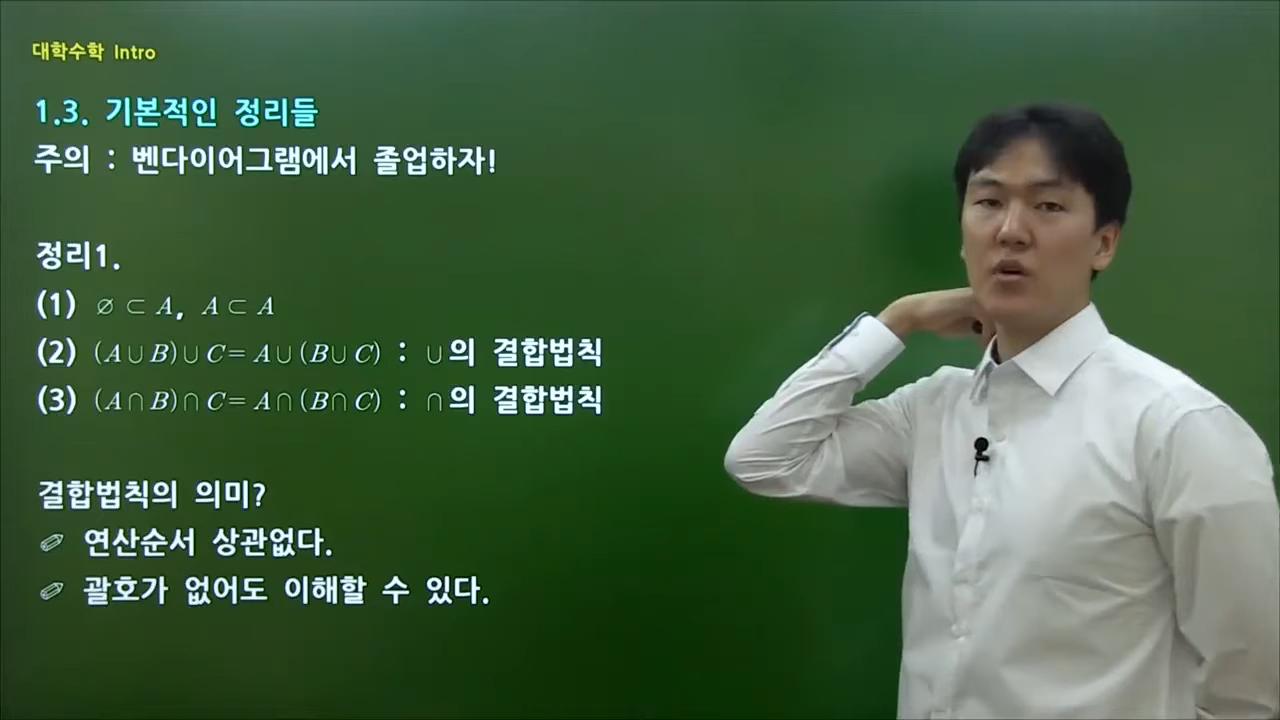 대학수학 Intro
1.3. 기본적인 정리들
주의 : 벤다이어그램에서 졸업하자!
정리1.
(1) ∅ ⊂ A, A ⊂ A
(2) (A∪B)∪C=A∪(B∪C) : ∪의 결합법칙
(3) (A∩B)∩C=A∩(B∩C) : ∩의 결합법칙
결합법칙의 의미?
연산순서 상관없다.
괄호가 없어도 이해할 수 있다.